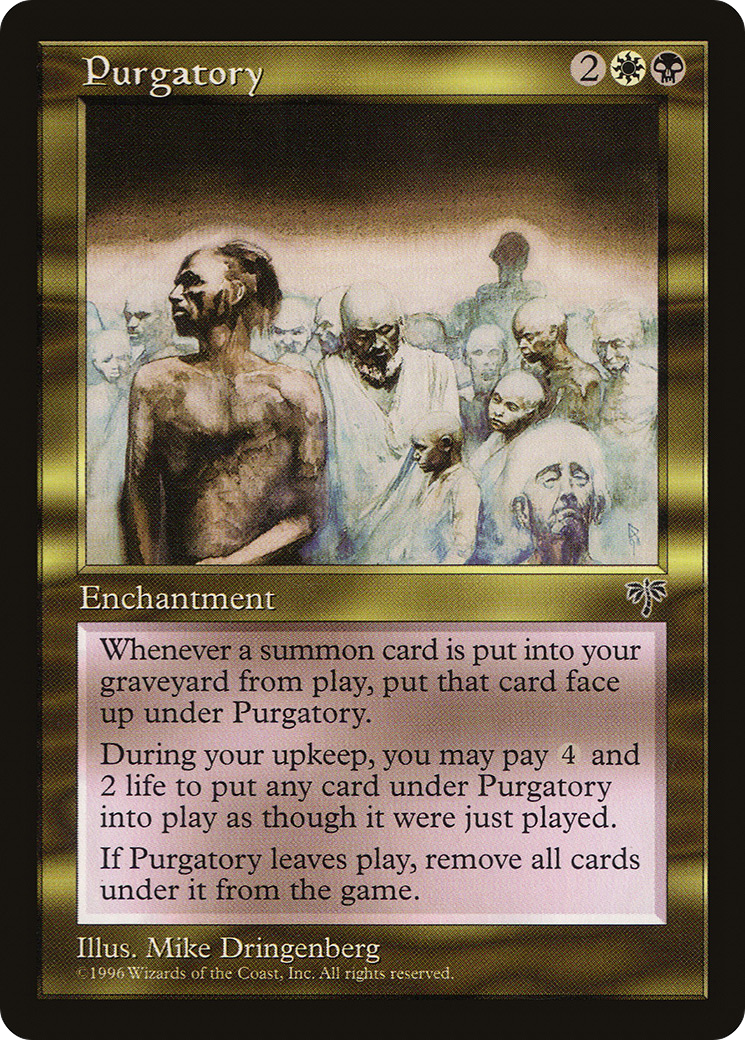 Purgatory 2
Enchantment
Whenever a summon card is put into your
graveyard from play, put that card face
up under Purgatory.
During your upkeep, you may pay 4 and
2 life to put any card under Purgatory
into play as though it were just played.
If Purgatory leaves play, remove all cards
under it from the game.
Illus. Mike Dringenberg
©1996 Wizards of the Coast, Inc. All rights reserved.